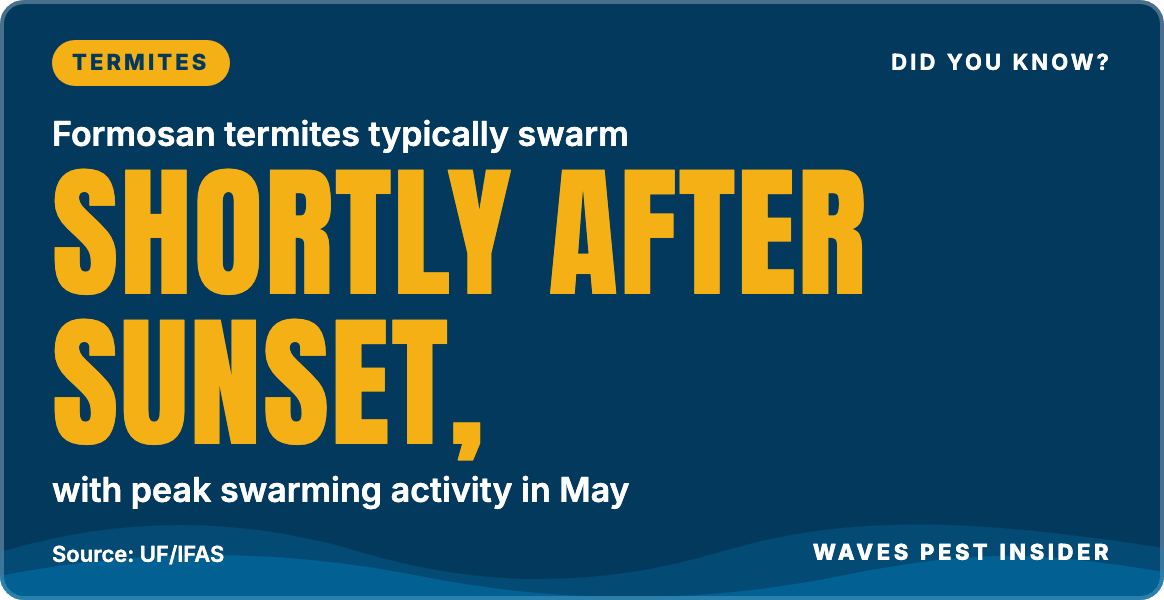 TERMITES
DID YOU KNOW?
Formosan termites typically swarm
SHORTLY AFTER
SUNSET,
with peak swarming activity in May
Source: UF/IFAS
WAVES PEST INSIDER